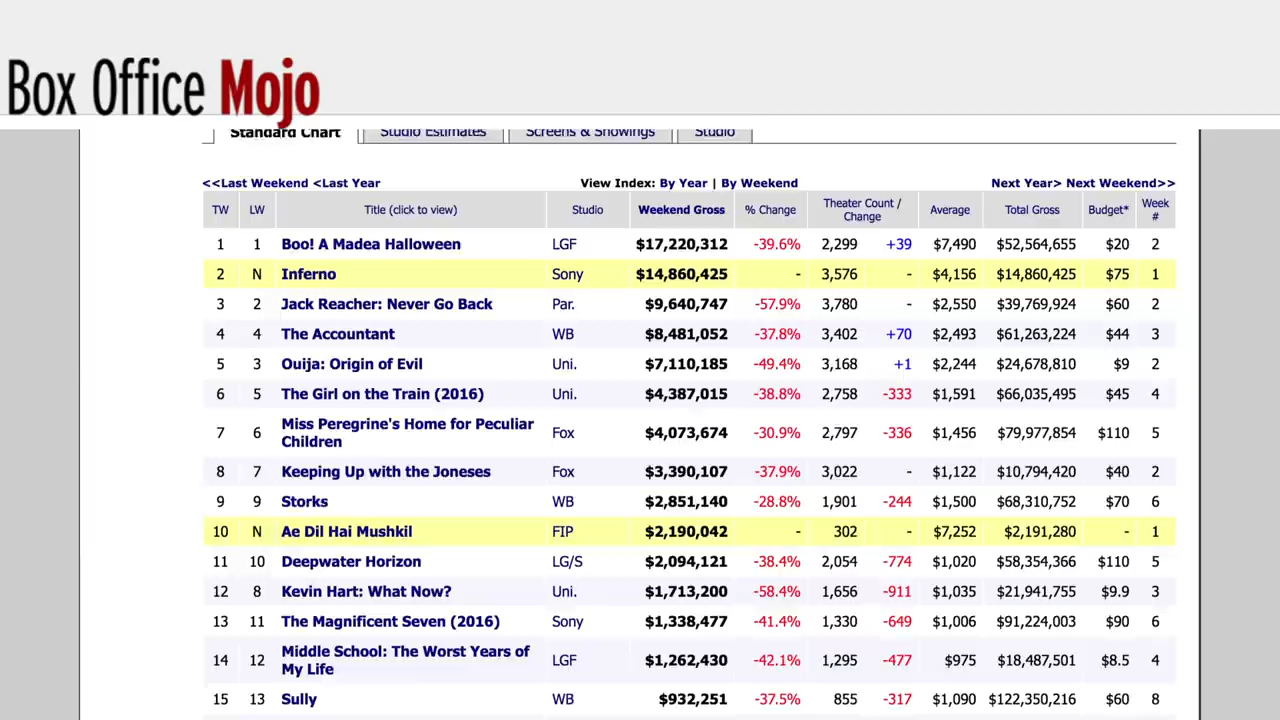 Box Office Mojo
Standard Chart Studio Estimates Screens & Showings Studio
<<Last Weekend <Last Year View Index: By Year | By Weekend Next Year> Next Weekend>>
TW LW Title (click to view) Studio Weekend Gross % Change Theater Count / Change Average Total Gross Budget* Week #
1 1 Boo! A Madea Halloween LGF $17,220,312 -39.6% 2,299 +39 $7,490 $52,564,655 $20 2
2 N Inferno Sony $14,860,425 - 3,576 - $4,156 $14,860,425 $75 1
3 2 Jack Reacher: Never Go Back Par. $9,640,747 -57.9% 3,780 - $2,550 $39,769,924 $60 2
4 4 The Accountant WB $8,481,052 -37.8% 3,402 +70 $2,493 $61,263,224 $44 3
5 3 Ouija: Origin of Evil Uni. $7,110,185 -49.4% 3,168 +1 $2,244 $24,678,810 $9 2
6 5 The Girl on the Train (2016) Uni. $4,387,015 -38.8% 2,758 -333 $1,591 $66,035,495 $45 4
7 6 Miss Peregrine's Home for Peculiar Children Fox $4,073,674 -30.9% 2,797 -336 $1,456 $79,977,854 $110 5
8 7 Keeping Up with the Joneses Fox $3,390,107 -37.9% 3,022 - $1,122 $10,794,420 $40 2
9 9 Storks WB $2,851,140 -28.8% 1,901 -244 $1,500 $68,310,752 $70 6
10 N Ae Dil Hai Mushkil FIP $2,190,042 - 302 - $7,252 $2,191,280 - 1
11 10 Deepwater Horizon LG/S $2,094,121 -38.4% 2,054 -774 $1,020 $58,354,366 $110 5
12 8 Kevin Hart: What Now? Uni. $1,713,200 -58.4% 1,656 -911 $1,035 $21,941,755 $9.9 3
13 11 The Magnificent Seven (2016) Sony $1,338,477 -41.4% 1,330 -649 $1,006 $91,224,003 $90 6
14 12 Middle School: The Worst Years of My Life LGF $1,262,430 -42.1% 1,295 -477 $975 $18,487,501 $8.5 4
15 13 Sully WB $932,251 -37.5% 855 -317 $1,090 $122,350,216 $60 8